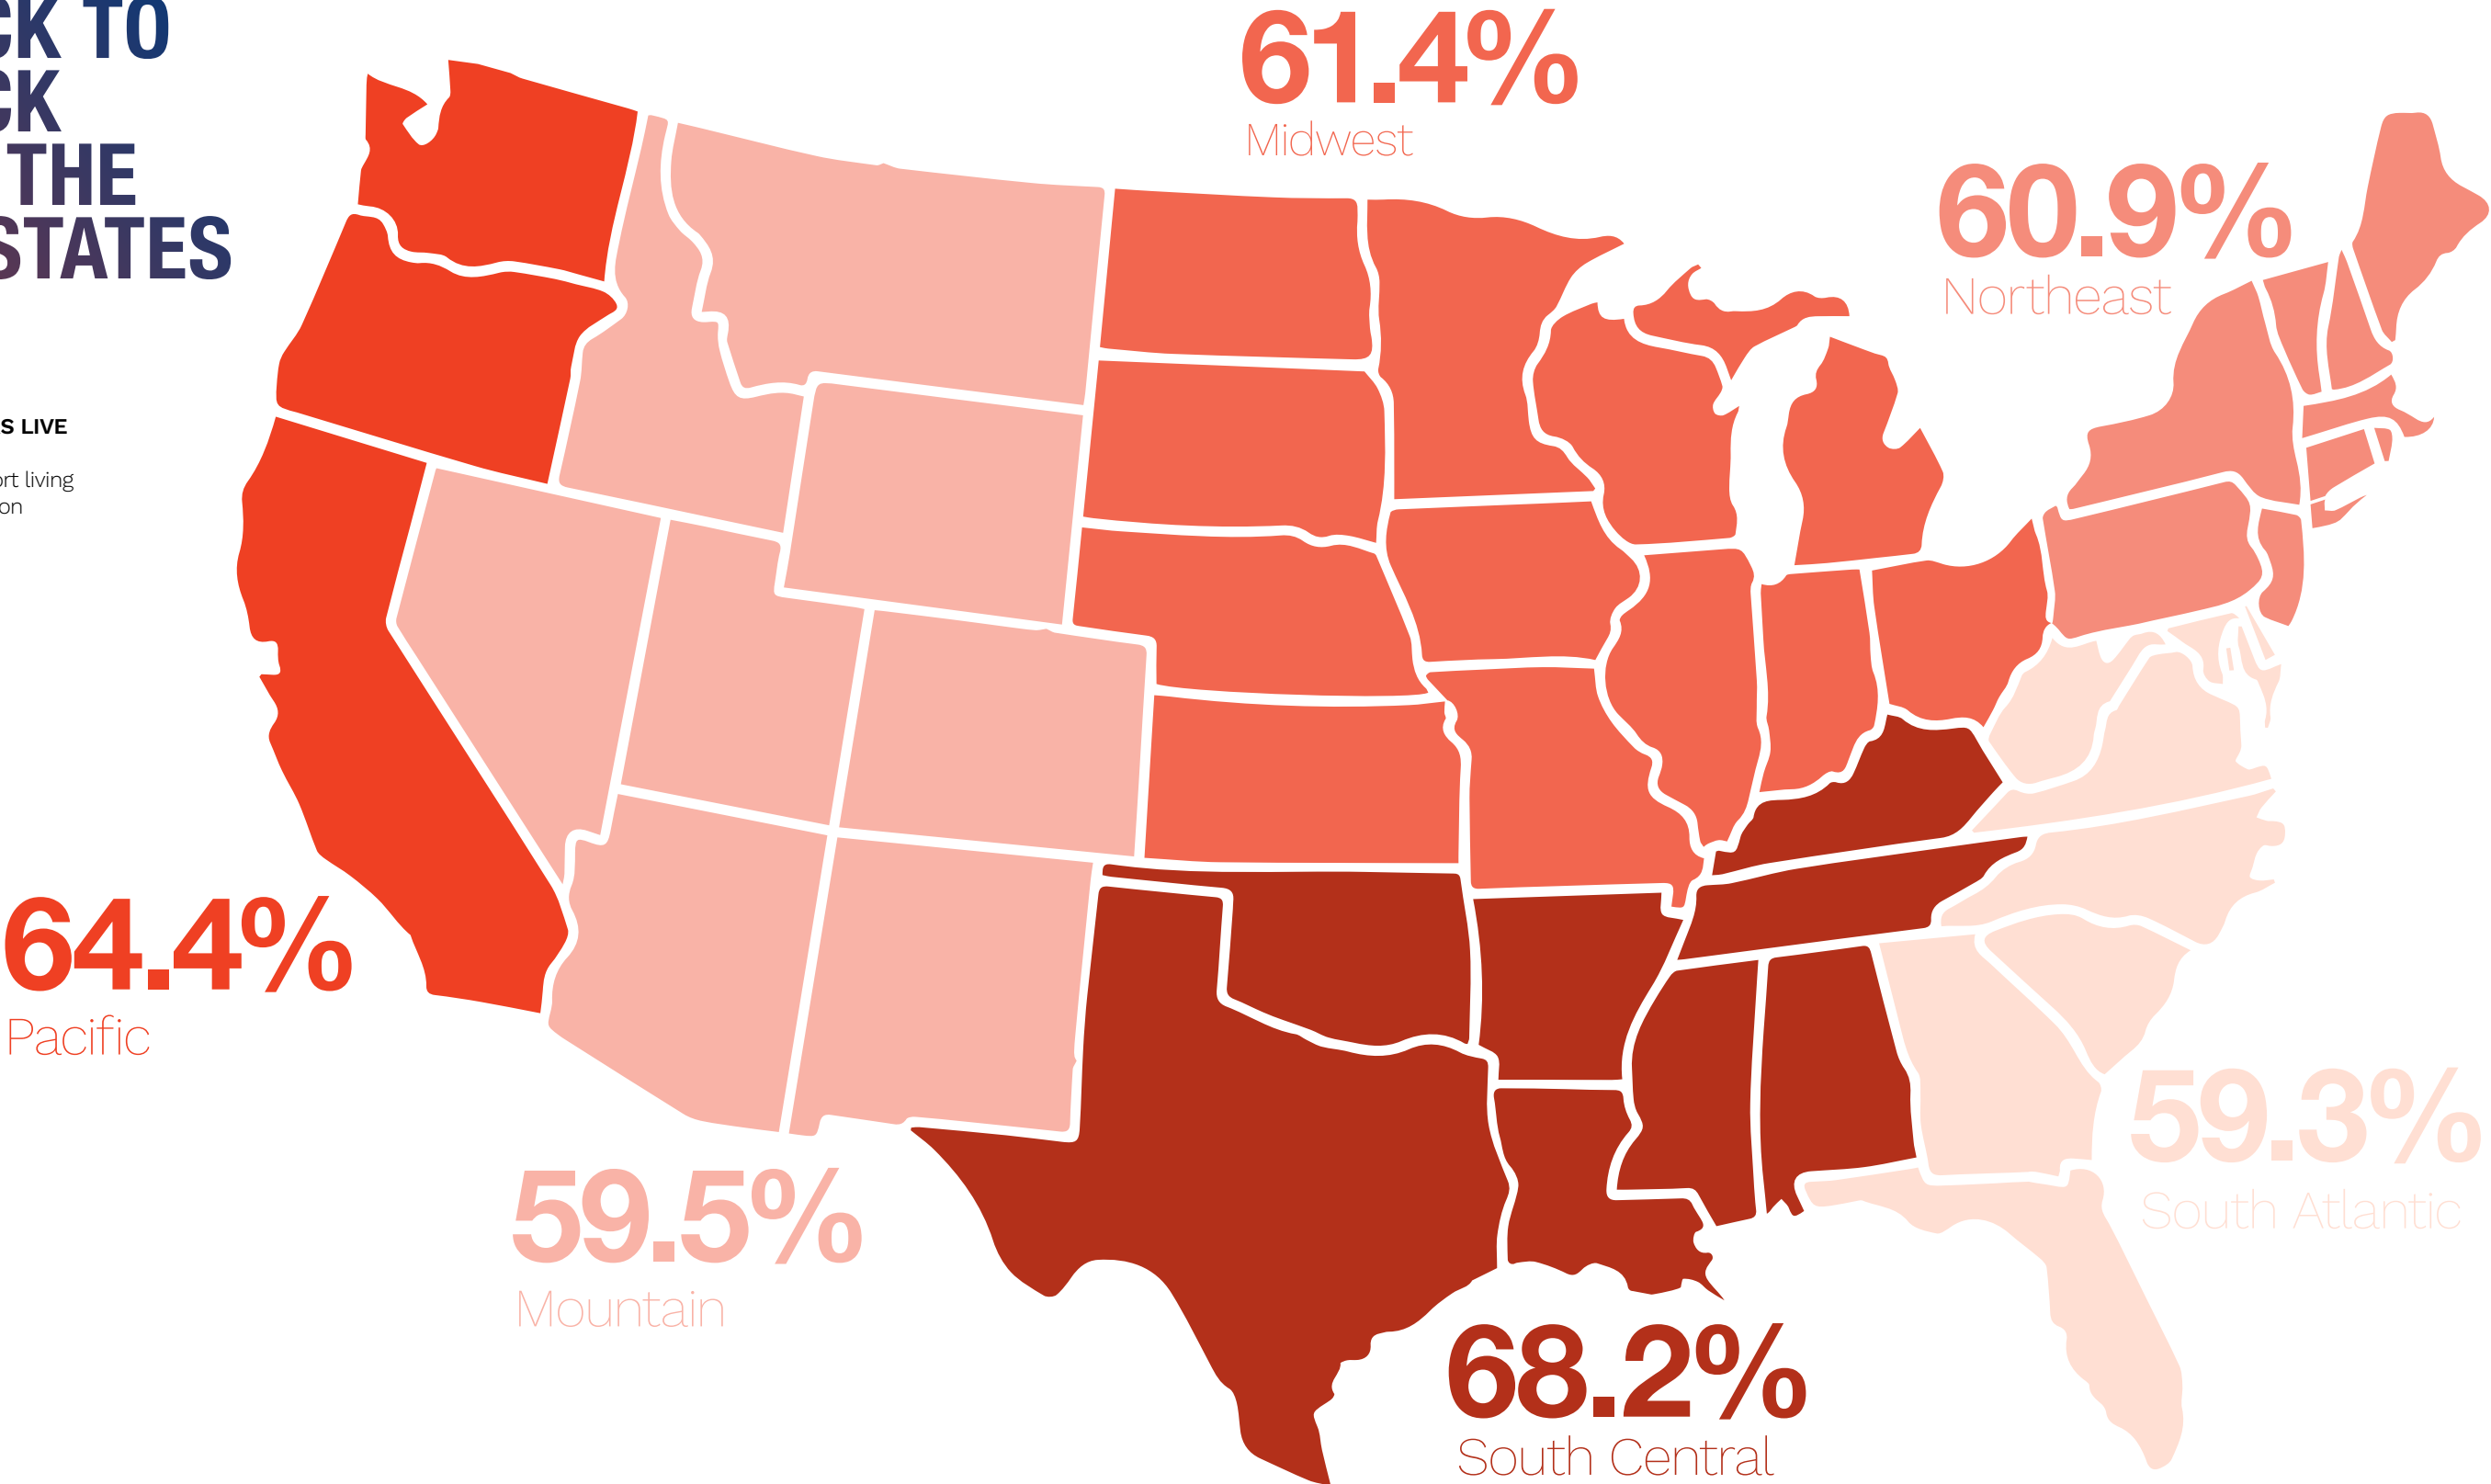 CK TO
CK
THE
STATES
S LIVE
ort living
on
61.4%
Midwest
60.9%
Northeast
64.4%
Pacific
59.5%
Mountain
59.3%
South Atlantic
68.2%
South Central